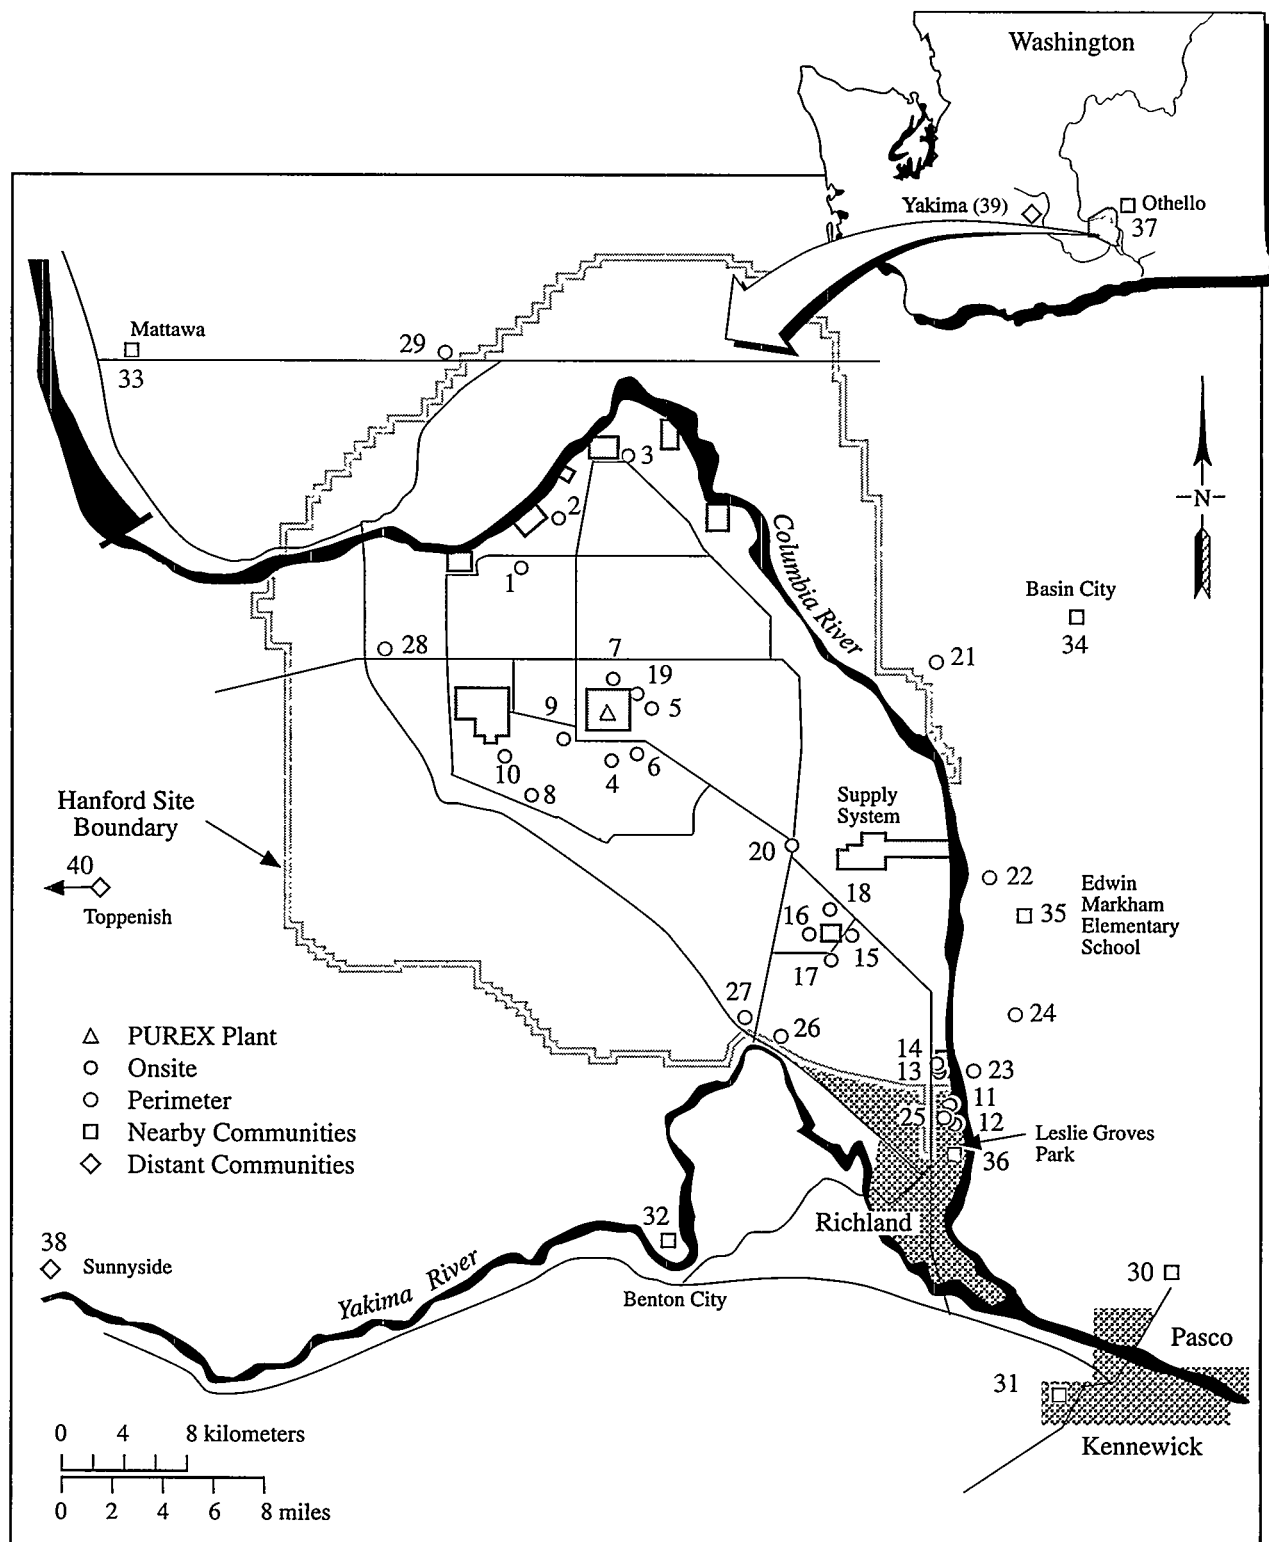 Washington
Yakima (39)
Othello
37
Mattawa
33
29
3
2
1
N
Columbia River
Basin City
34
28
7
21
19
5
9
10
4
6
8
Hanford Site
Boundary
40
Toppenish
Supply
System
20
22
Edwin
Markham
Elementary
School
35
18
16
15
17
27
26
24
14
13
23
11
25
12
Leslie Groves
Park
36
PUREX Plant
Onsite
Perimeter
Nearby Communities
Distant Communities
Richland
32
38
Sunnyside
Yakima River
Benton City
30
Pasco
31
Kennewick
0 4 8 kilometers
0 2 4 6 8 miles